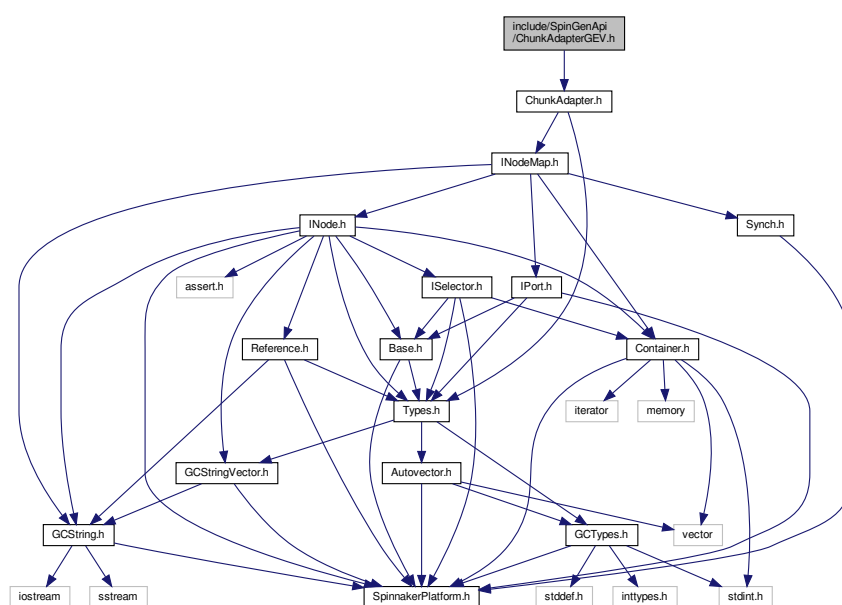 include/SpinGenApi
/ChunkAdapterGEV.h
ChunkAdapter.h
INodeMap.h
INode.h
Synch.h
assert.h
ISelector.h
IPort.h
Reference.h
Base.h
Container.h
iterator
memory
Types.h
GCStringVector.h
Autovector.h
GCString.h
GCTypes.h
vector
iostream
sstream
SpinnakerPlatform.h
stddef.h
inttypes.h
stdint.h